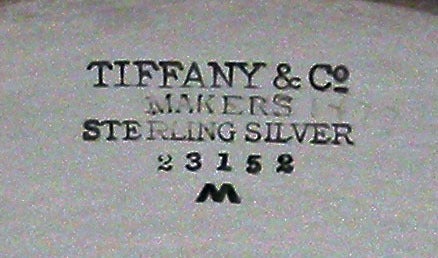 TIFFANY & Co
MAKERS
STERLING SILVER
23152
M